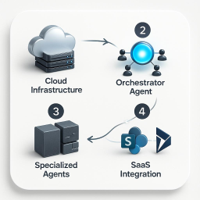 2
Cloud
Infrastructure
Orchestrator
Agent
3
4
S
Specialized
Agents
SaaS
Integration